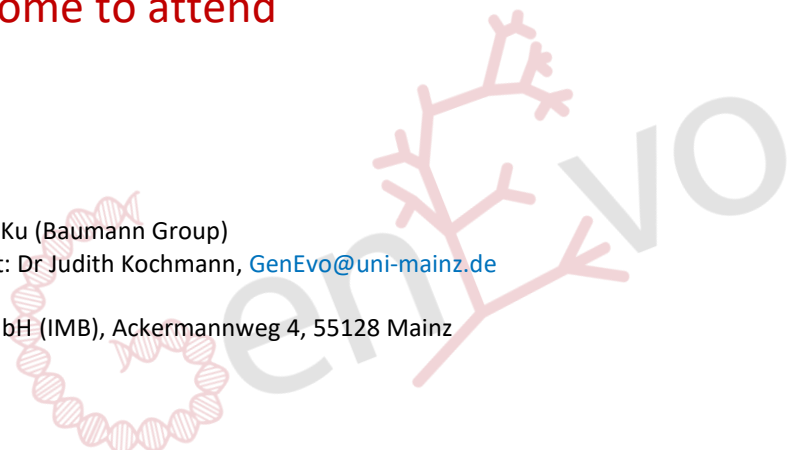 ome to attend
Ku (Baumann Group)
t: Dr Judith Kochmann, GenEvo@uni-mainz.de
bH (IMB), Ackermannweg 4, 55128 Mainz
GenEvo